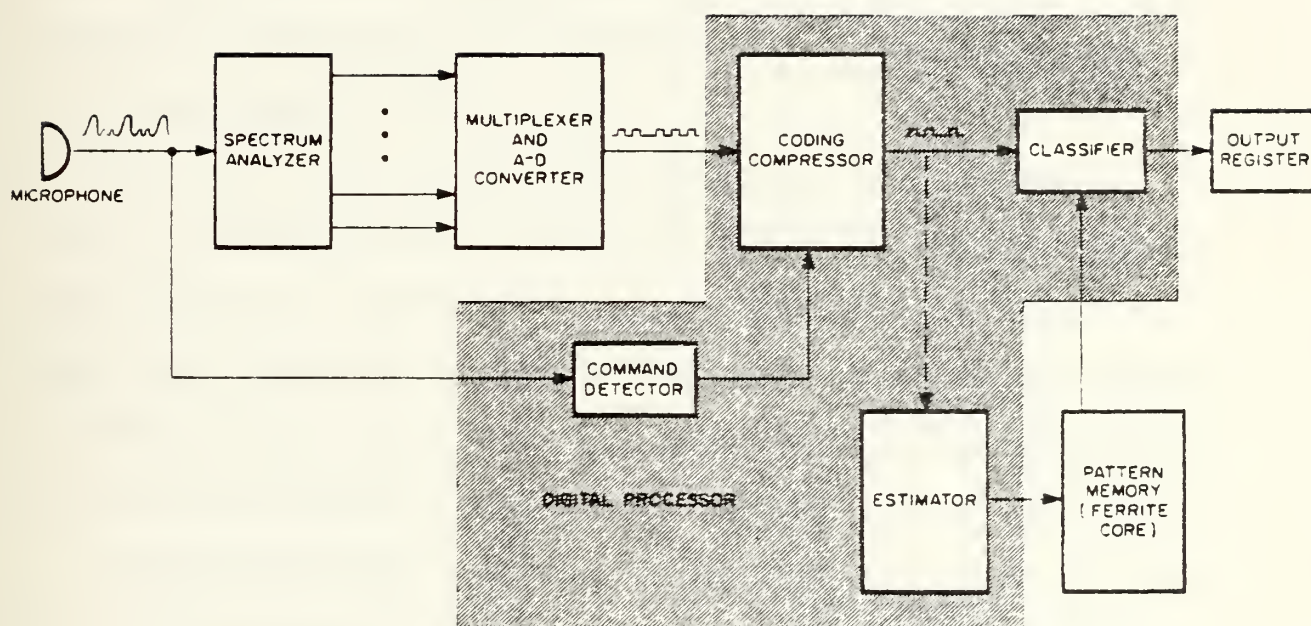 MICROPHONE
SPECTRUM
ANALYZER
MULTIPLEXER
AND
A-D
CONVERTER
CODING
COMPRESSOR
CLASSIFIER
OUTPUT
REGISTER
COMMAND
DETECTOR
DIGITAL PROCESSOR
ESTIMATOR
PATTERN
MEMORY
(FERRITE
CORE)